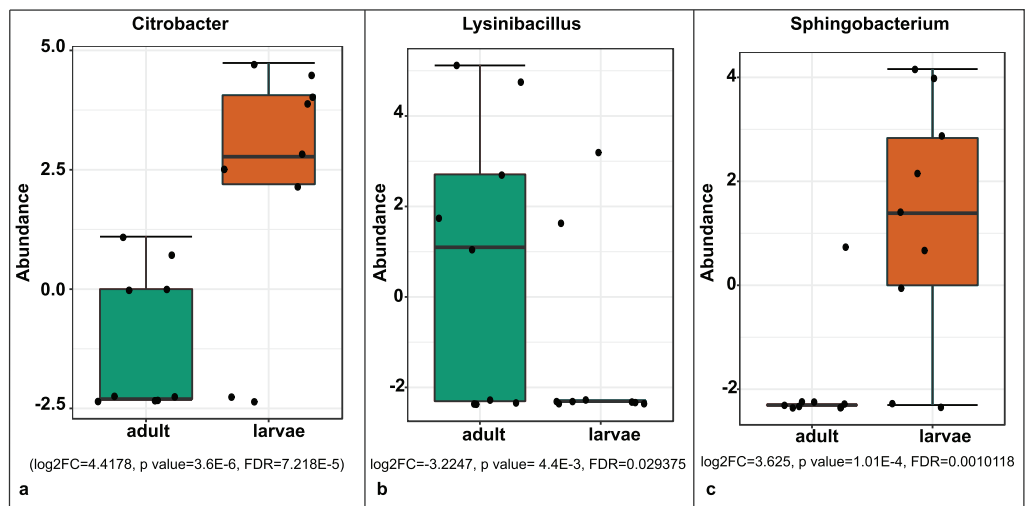 Citrobacter
5.0
2.5
0.0
-2.5
Abundance
adult larvae
(log2FC=4.4178, p value=3.6E-6, FDR=7.218E-5)
a
Lysinibacillus
4
2
0
-2
Abundance
adult larvae
log2FC=-3.2247, p value= 4.4E-3, FDR=0.029375
b
Sphingobacterium
4
2
0
-2
Abundance
adult larvae
log2FC=3.625, p value=1.01E-4, FDR=0.0010118
c